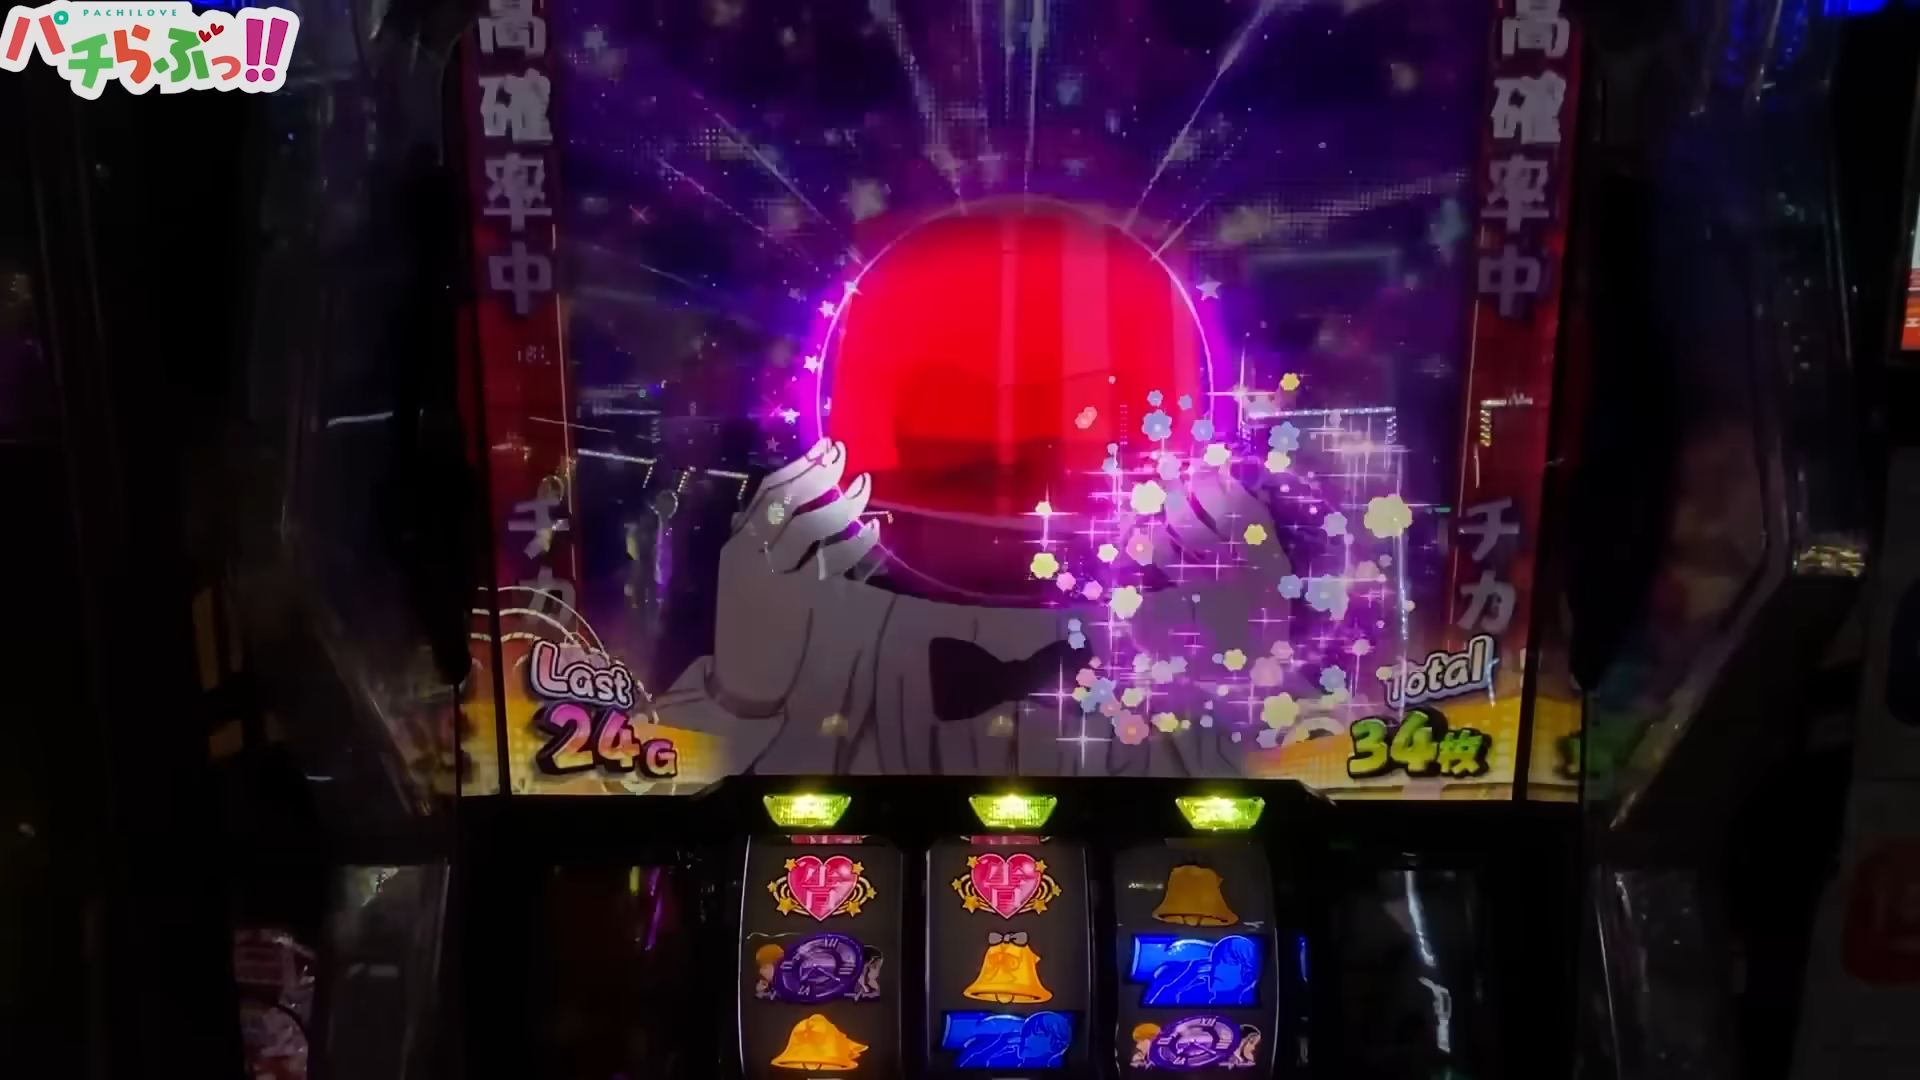 PACHILOVE
パチらぶっ!!
高確率中
高確率中
チカ
チカ
Last
24G
Total
34枚